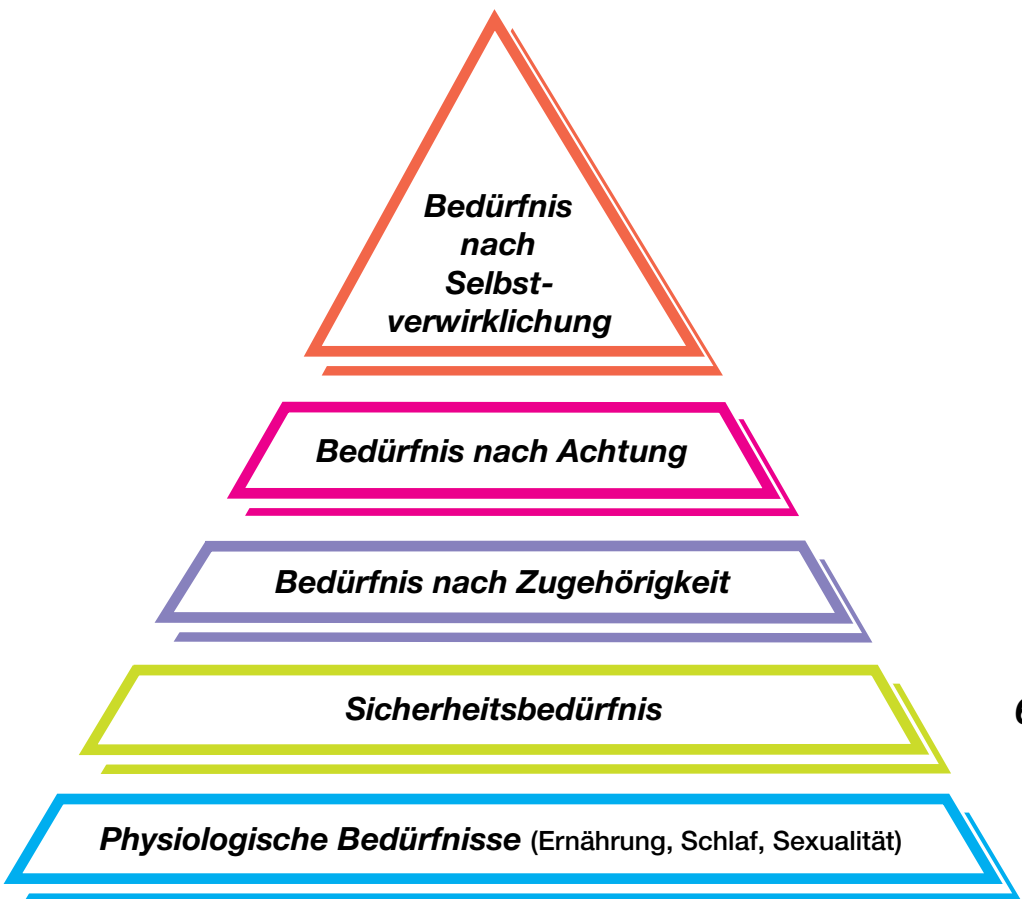 Bedürfnis
nach
Selbst-
verwirklichung
Bedürfnis nach Achtung
Bedürfnis nach Zugehörigkeit
Sicherheitsbedürfnis
Physiologische Bedürfnisse (Ernährung, Schlaf, Sexualität)